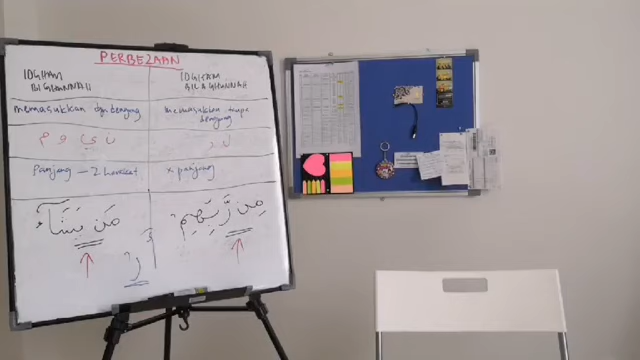 PERBEZAAN
IDGHAM
BI GHUNNAH
IDGHAM
BILA GHUNNAH
memasukkan dgn dengung
memasukkan tanpa
dengung
ن ي و م
ل ر
Panjang - 2 harakat
x panjang
مَن يَشَآء
مِن رَّبِّهِم
رّ